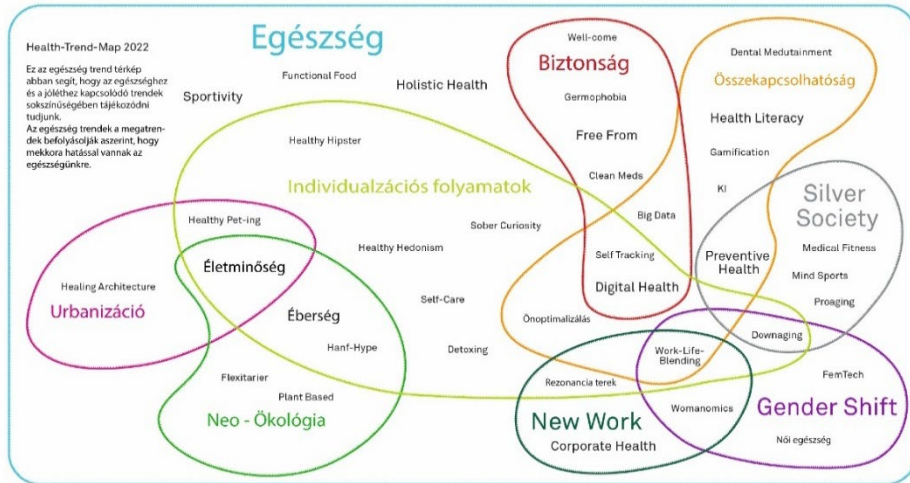 Health-Trend-Map 2022
Ez az egészség trend térkép
abban segít, hogy az egészséghez
és a jóléthez kapcsolódó trendek
sokszínűségében tájékozódni
tudjunk.
Az egészség trendek a megatren-
dek befolyásolják aszerint, hogy
mekkora hatással vannak az
egészségünkre.
Egészség
Functional Food
Sportivity
Holistic Health
Healthy Hipster
Individualzációs folyamatok
Healthy Pet-ing
Életminőség
Healing Architecture
Urbanizáció
Éberség
Hanf-Hype
Flexitarier
Plant Based
Neo - Ökológia
Healthy Hedonism
Sober Curiosity
Self-Care
Detoxing
Well-come
Biztonság
Germophobia
Free From
Clean Meds
Big Data
Self Tracking
Digital Health
Önoptimalizálás
Dental Medutainment
Összekapcsolhatóság
Health Literacy
Gamification
KI
Silver
Society
Preventive
Health
Medical Fitness
Mind Sports
Proaging
Downaging
Work-Life-
Blending
Rezonancia terek
Womanomics
New Work
Corporate Health
FemTech
Gender Shift
Női egészség